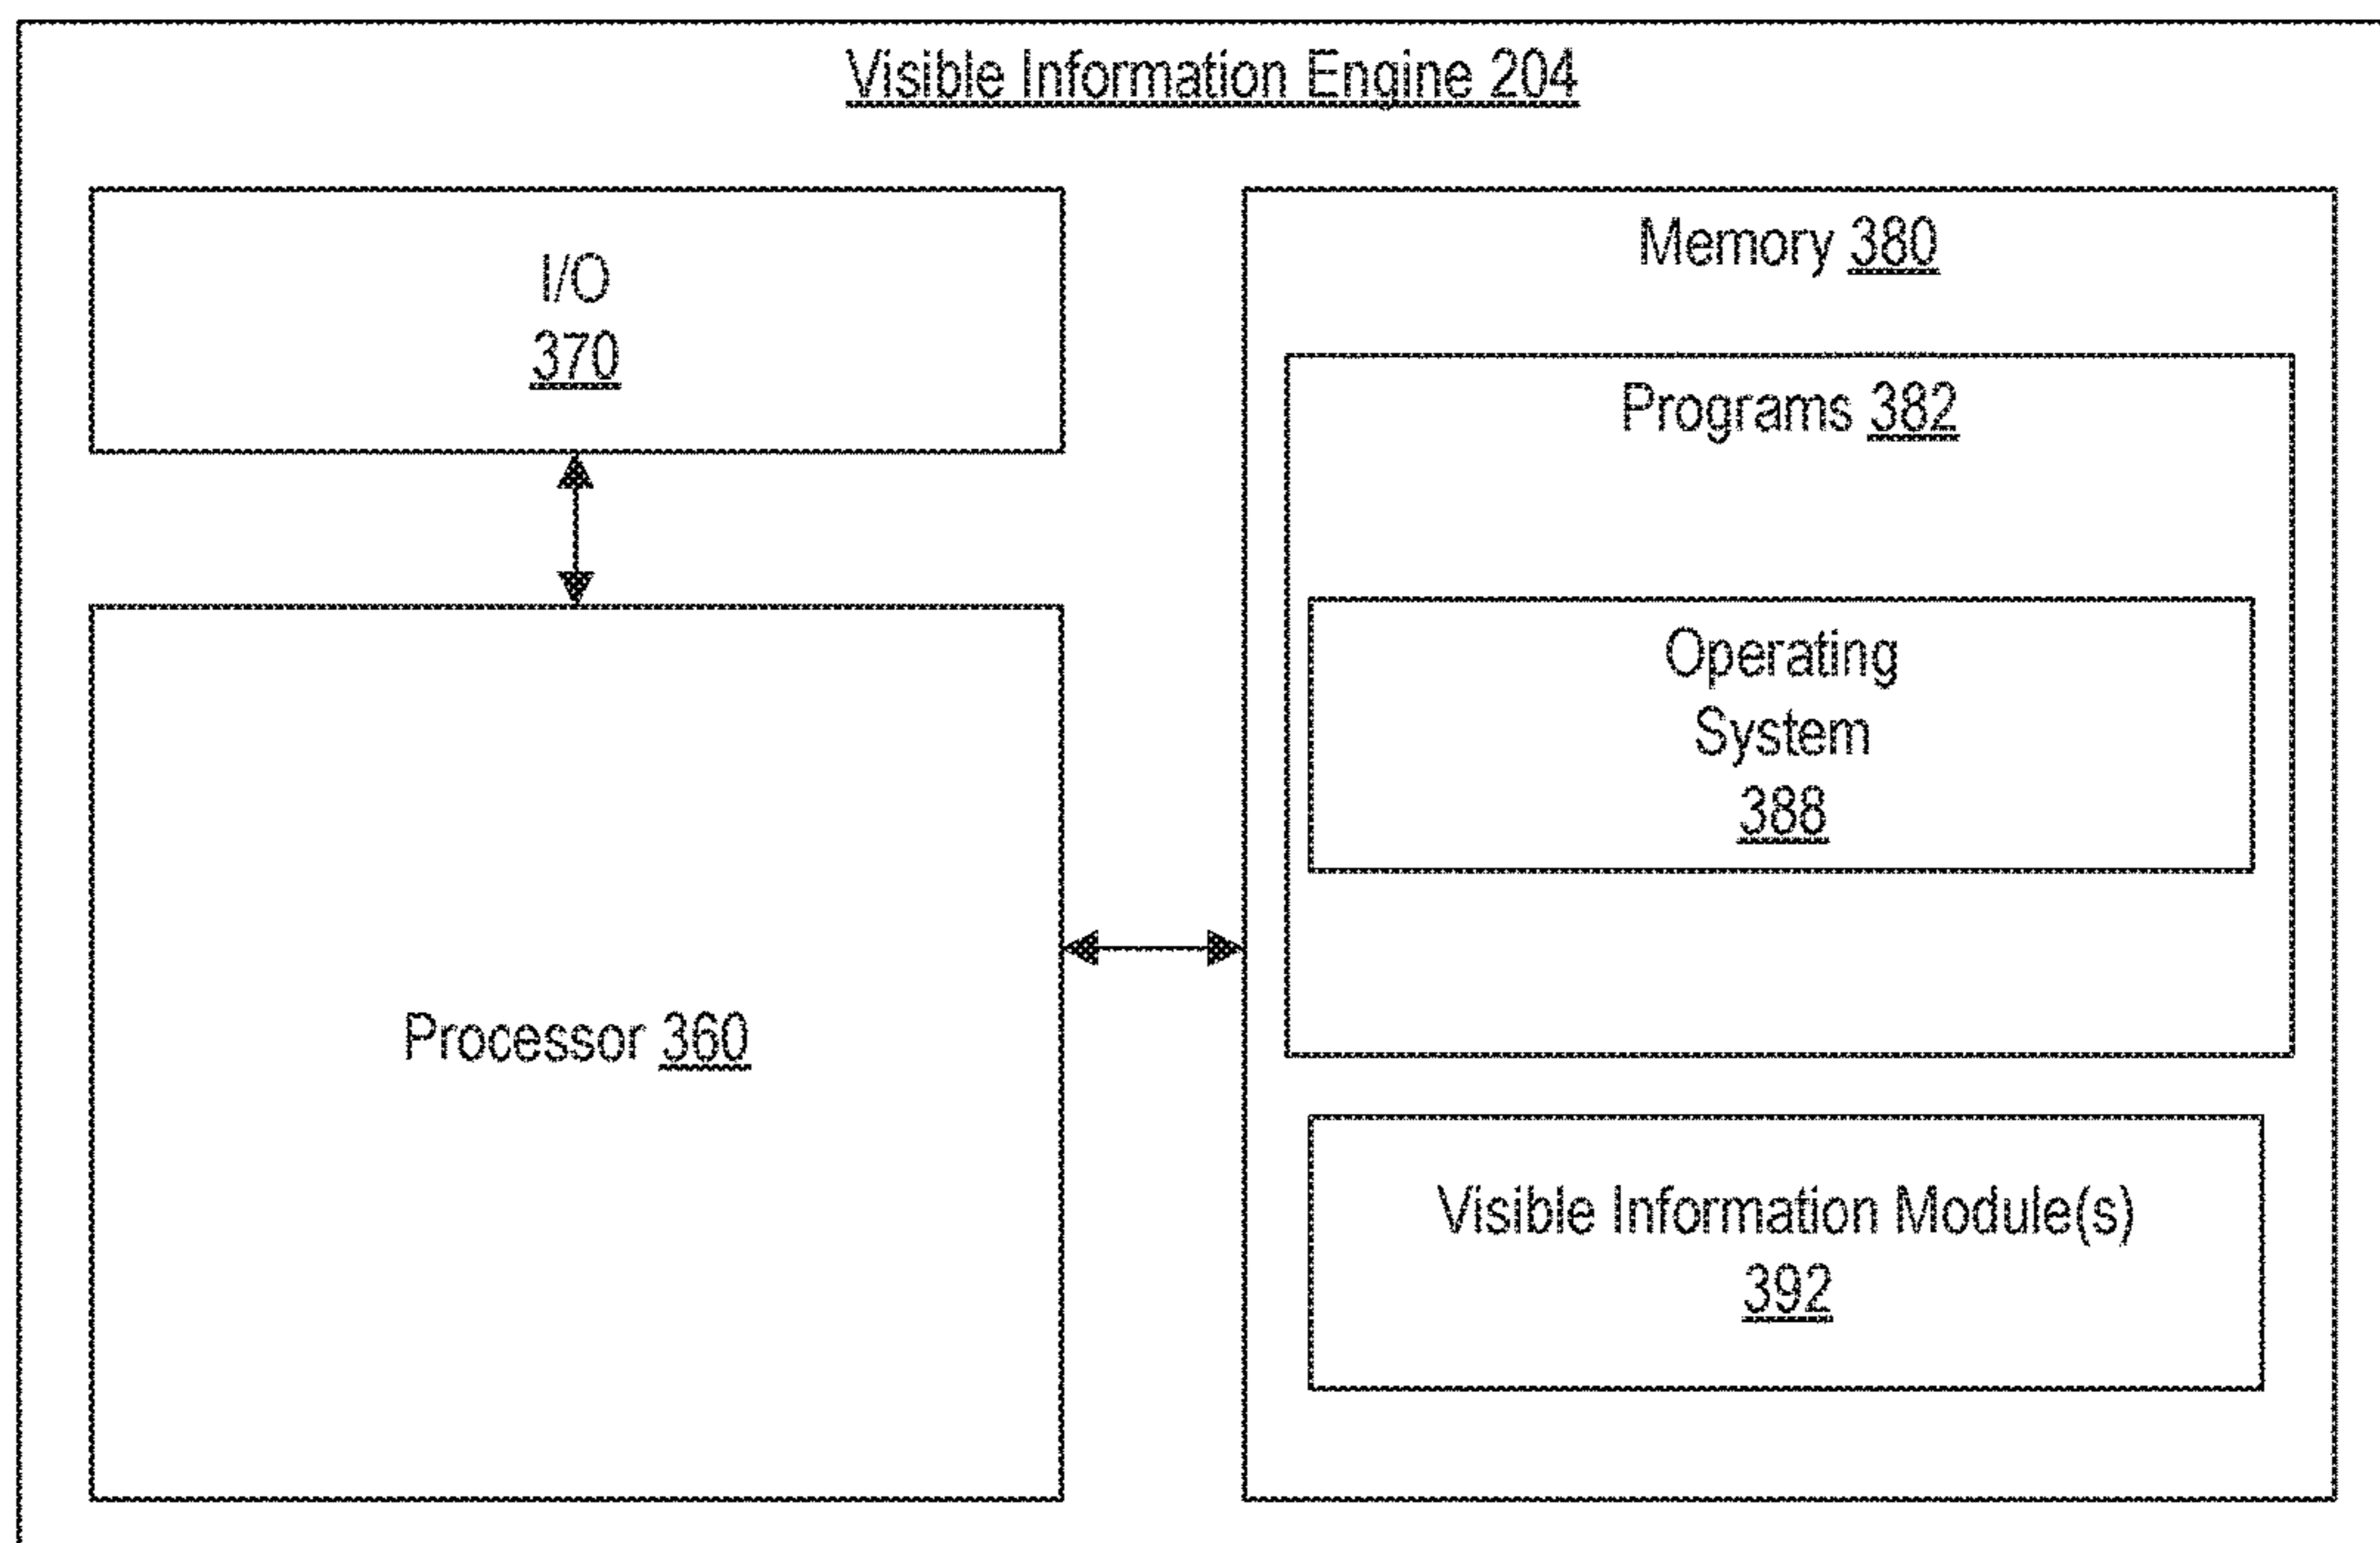 Visible Information Engine 204
I/O
370
Processor 360
Memory 380
Programs 382
Operating
System
388
Visible Information Module(s)
392